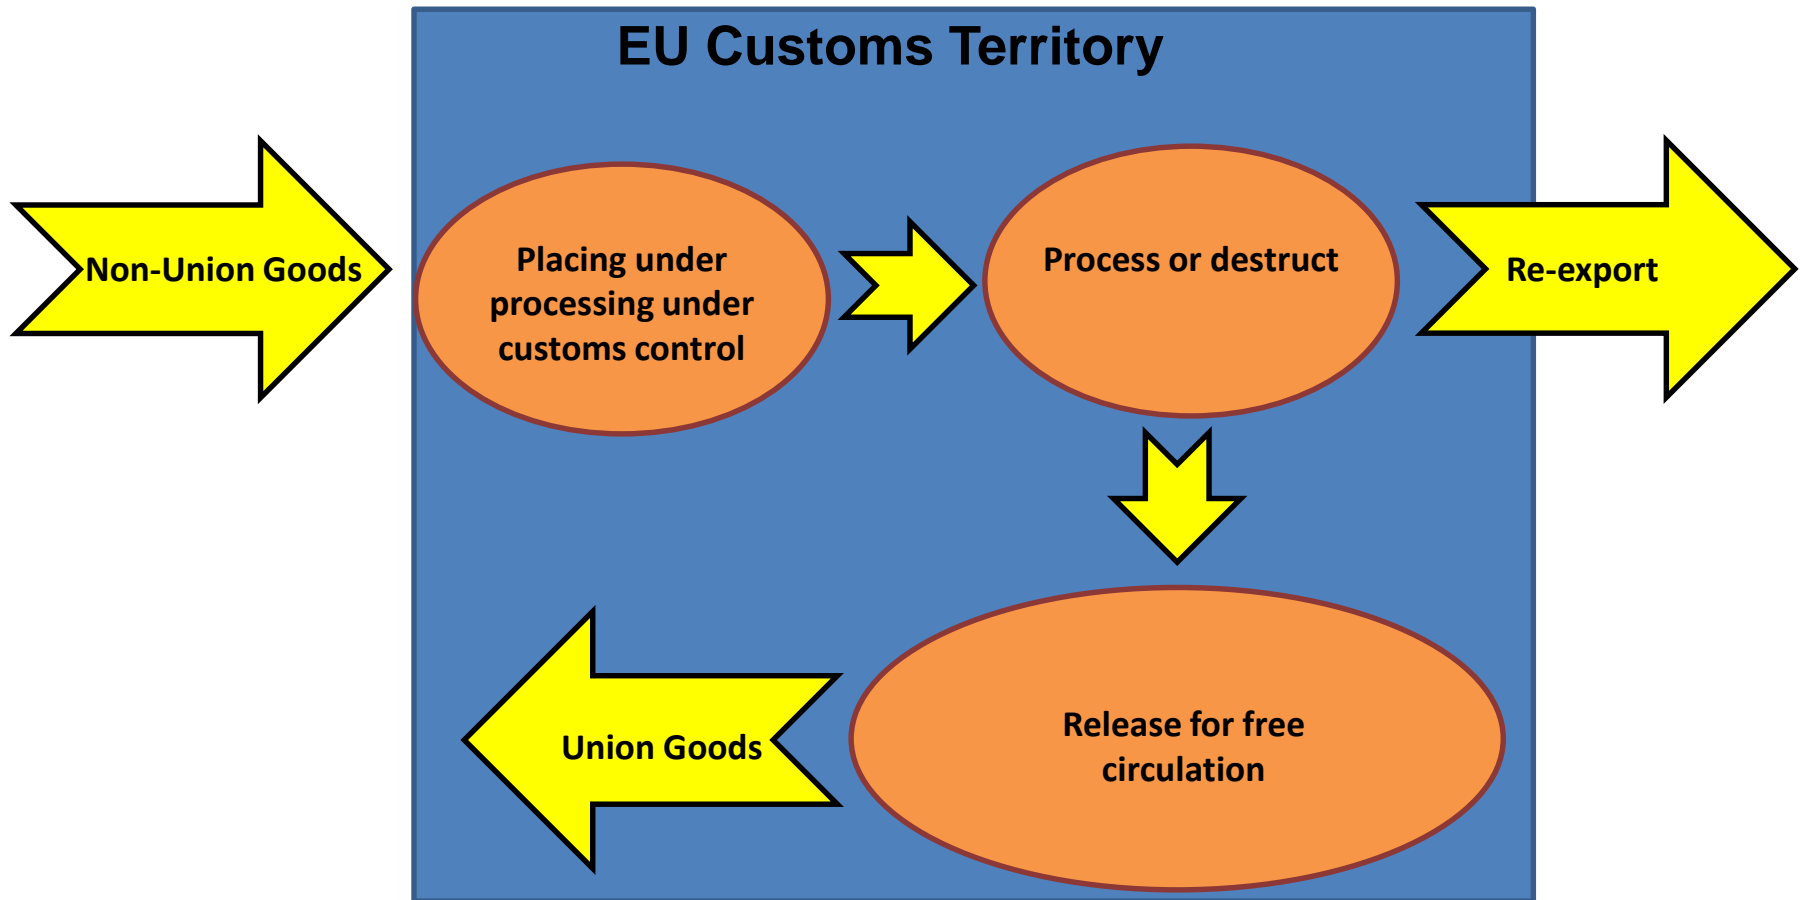 EU Customs Territory
Non-Union Goods
Placing under
processing under
customs control
Process or destruct
Re-export
Release for free
circulation
Union Goods